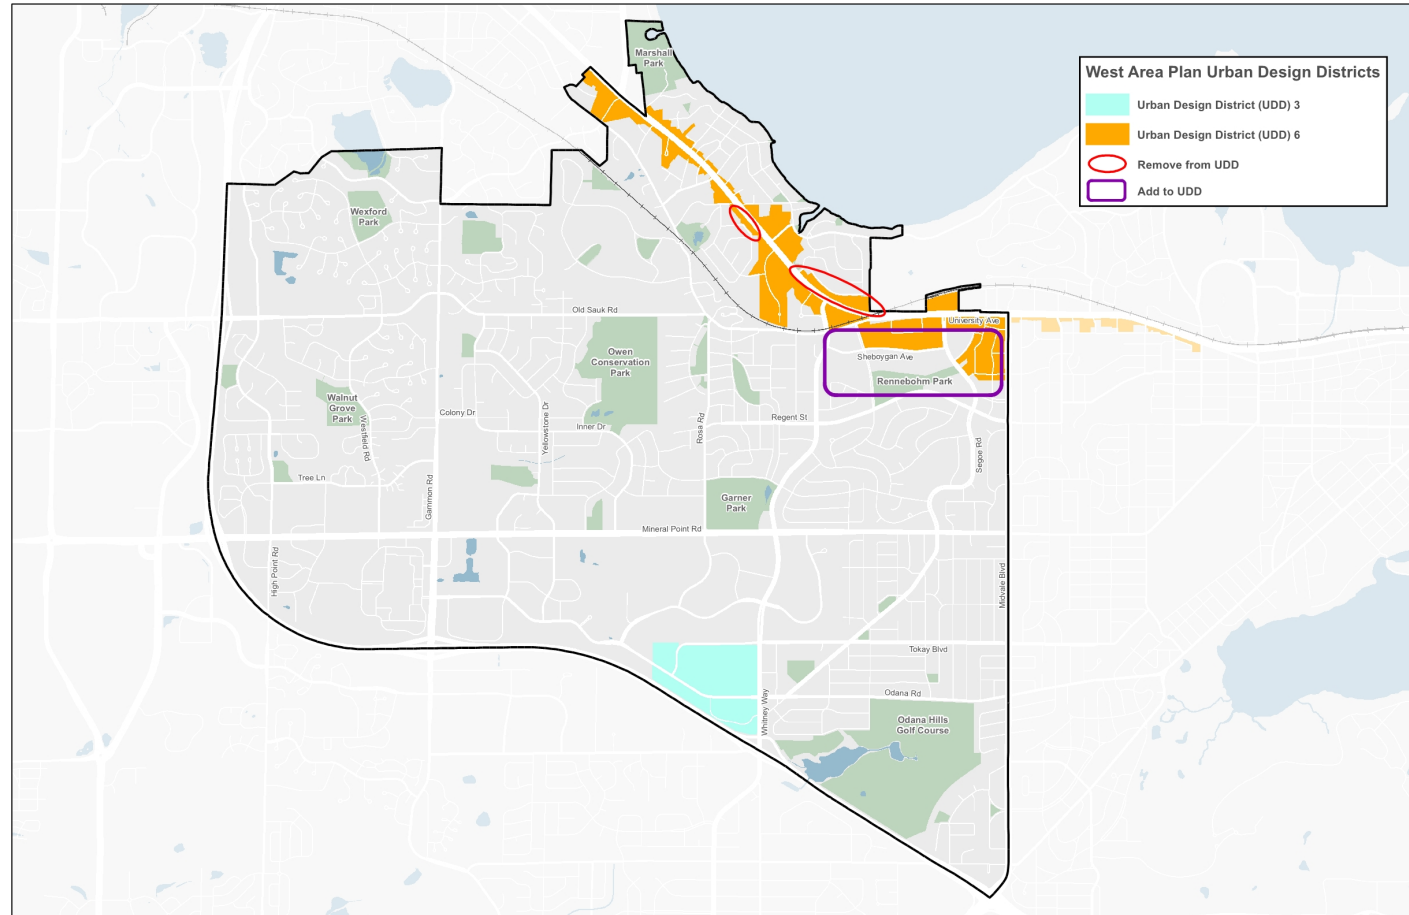 Marshall
Park
West Area Plan Urban Design Districts
Urban Design District (UDD) 3
Urban Design District (UDD) 6
Remove from UDD
Add to UDD
Wexford
Park
Old Sauk Rd
University Ave
Owen
Conservation
Park
Sheboygan Ave
Rennebohm Park
Walnut
Grove
Park
Westfield Rd
Colony Dr
Yellowstone Dr
Inner Dr
Rosa Rd
Regent St
Segoe Rd
Tree Ln
Gammon Rd
Garner
Park
Mineral Point Rd
High Point Rd
Midvale Blvd
Tokay Blvd
Whitney Way
Odana Rd
Odana Hills
Golf Course